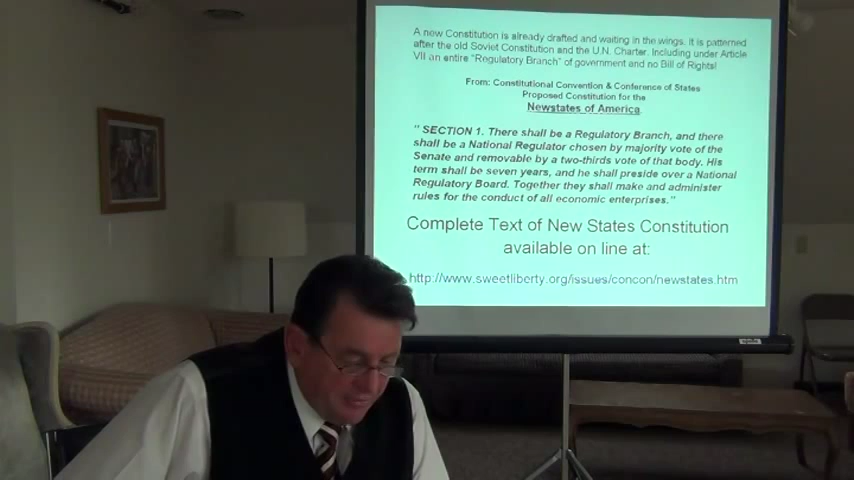 A new Constitution is already drafted and waiting in the wings. It is patterned
after the old Soviet Constitution and the U.N. Charter. Including under Article
VII an entire "Regulatory Branch" of government and no Bill of Rights!
From: Constitutional Convention & Conference of States
Proposed Constitution for the
Newstates of America
" SECTION 1. There shall be a Regulatory Branch, and there
shall be a National Regulator chosen by majority vote of the
Senate and removable by a two-thirds vote of that body. His
term shall be seven years, and he shall preside over a National
Regulatory Board. Together they shall make and administer
rules for the conduct of all economic enterprises."
Complete Text of New States Constitution
available on line at:
http://www.sweetliberty.org/issues/concon/newstates.htm